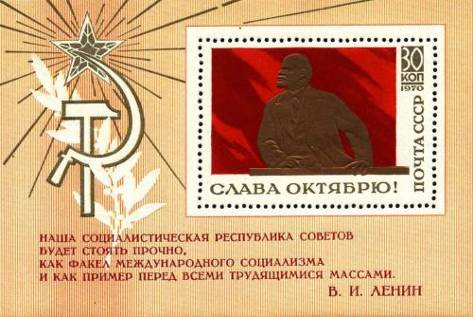 30
КОП
1970
ПОЧТА СССР
СЛАВА ОКТЯБРЮ!
НАША СОЦИАЛИСТИЧЕСКАЯ РЕСПУБЛИКА СОВЕТОВ
БУДЕТ СТОЯТЬ ПРОЧНО,
КАК ФАКЕЛ МЕЖДУНАРОДНОГО СОЦИАЛИЗМА
И КАК ПРИМЕР ПЕРЕД ВСЕМИ ТРУДЯЩИМИСЯ МАССАМИ.
В. И. ЛЕНИН